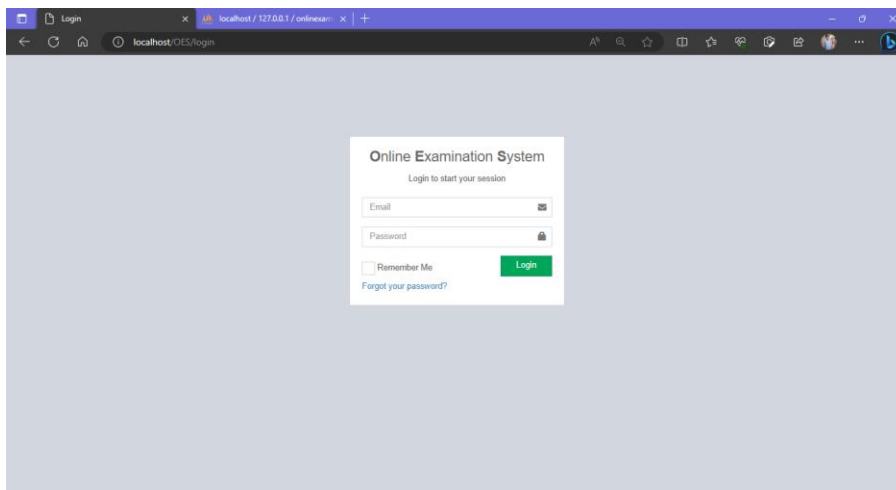 Login
localhost / 127.0.0.1 / onlinexam
localhost/OES/login
Online Examination System
Login to start your session
Email
Password
Remember Me
Login
Forgot your password?